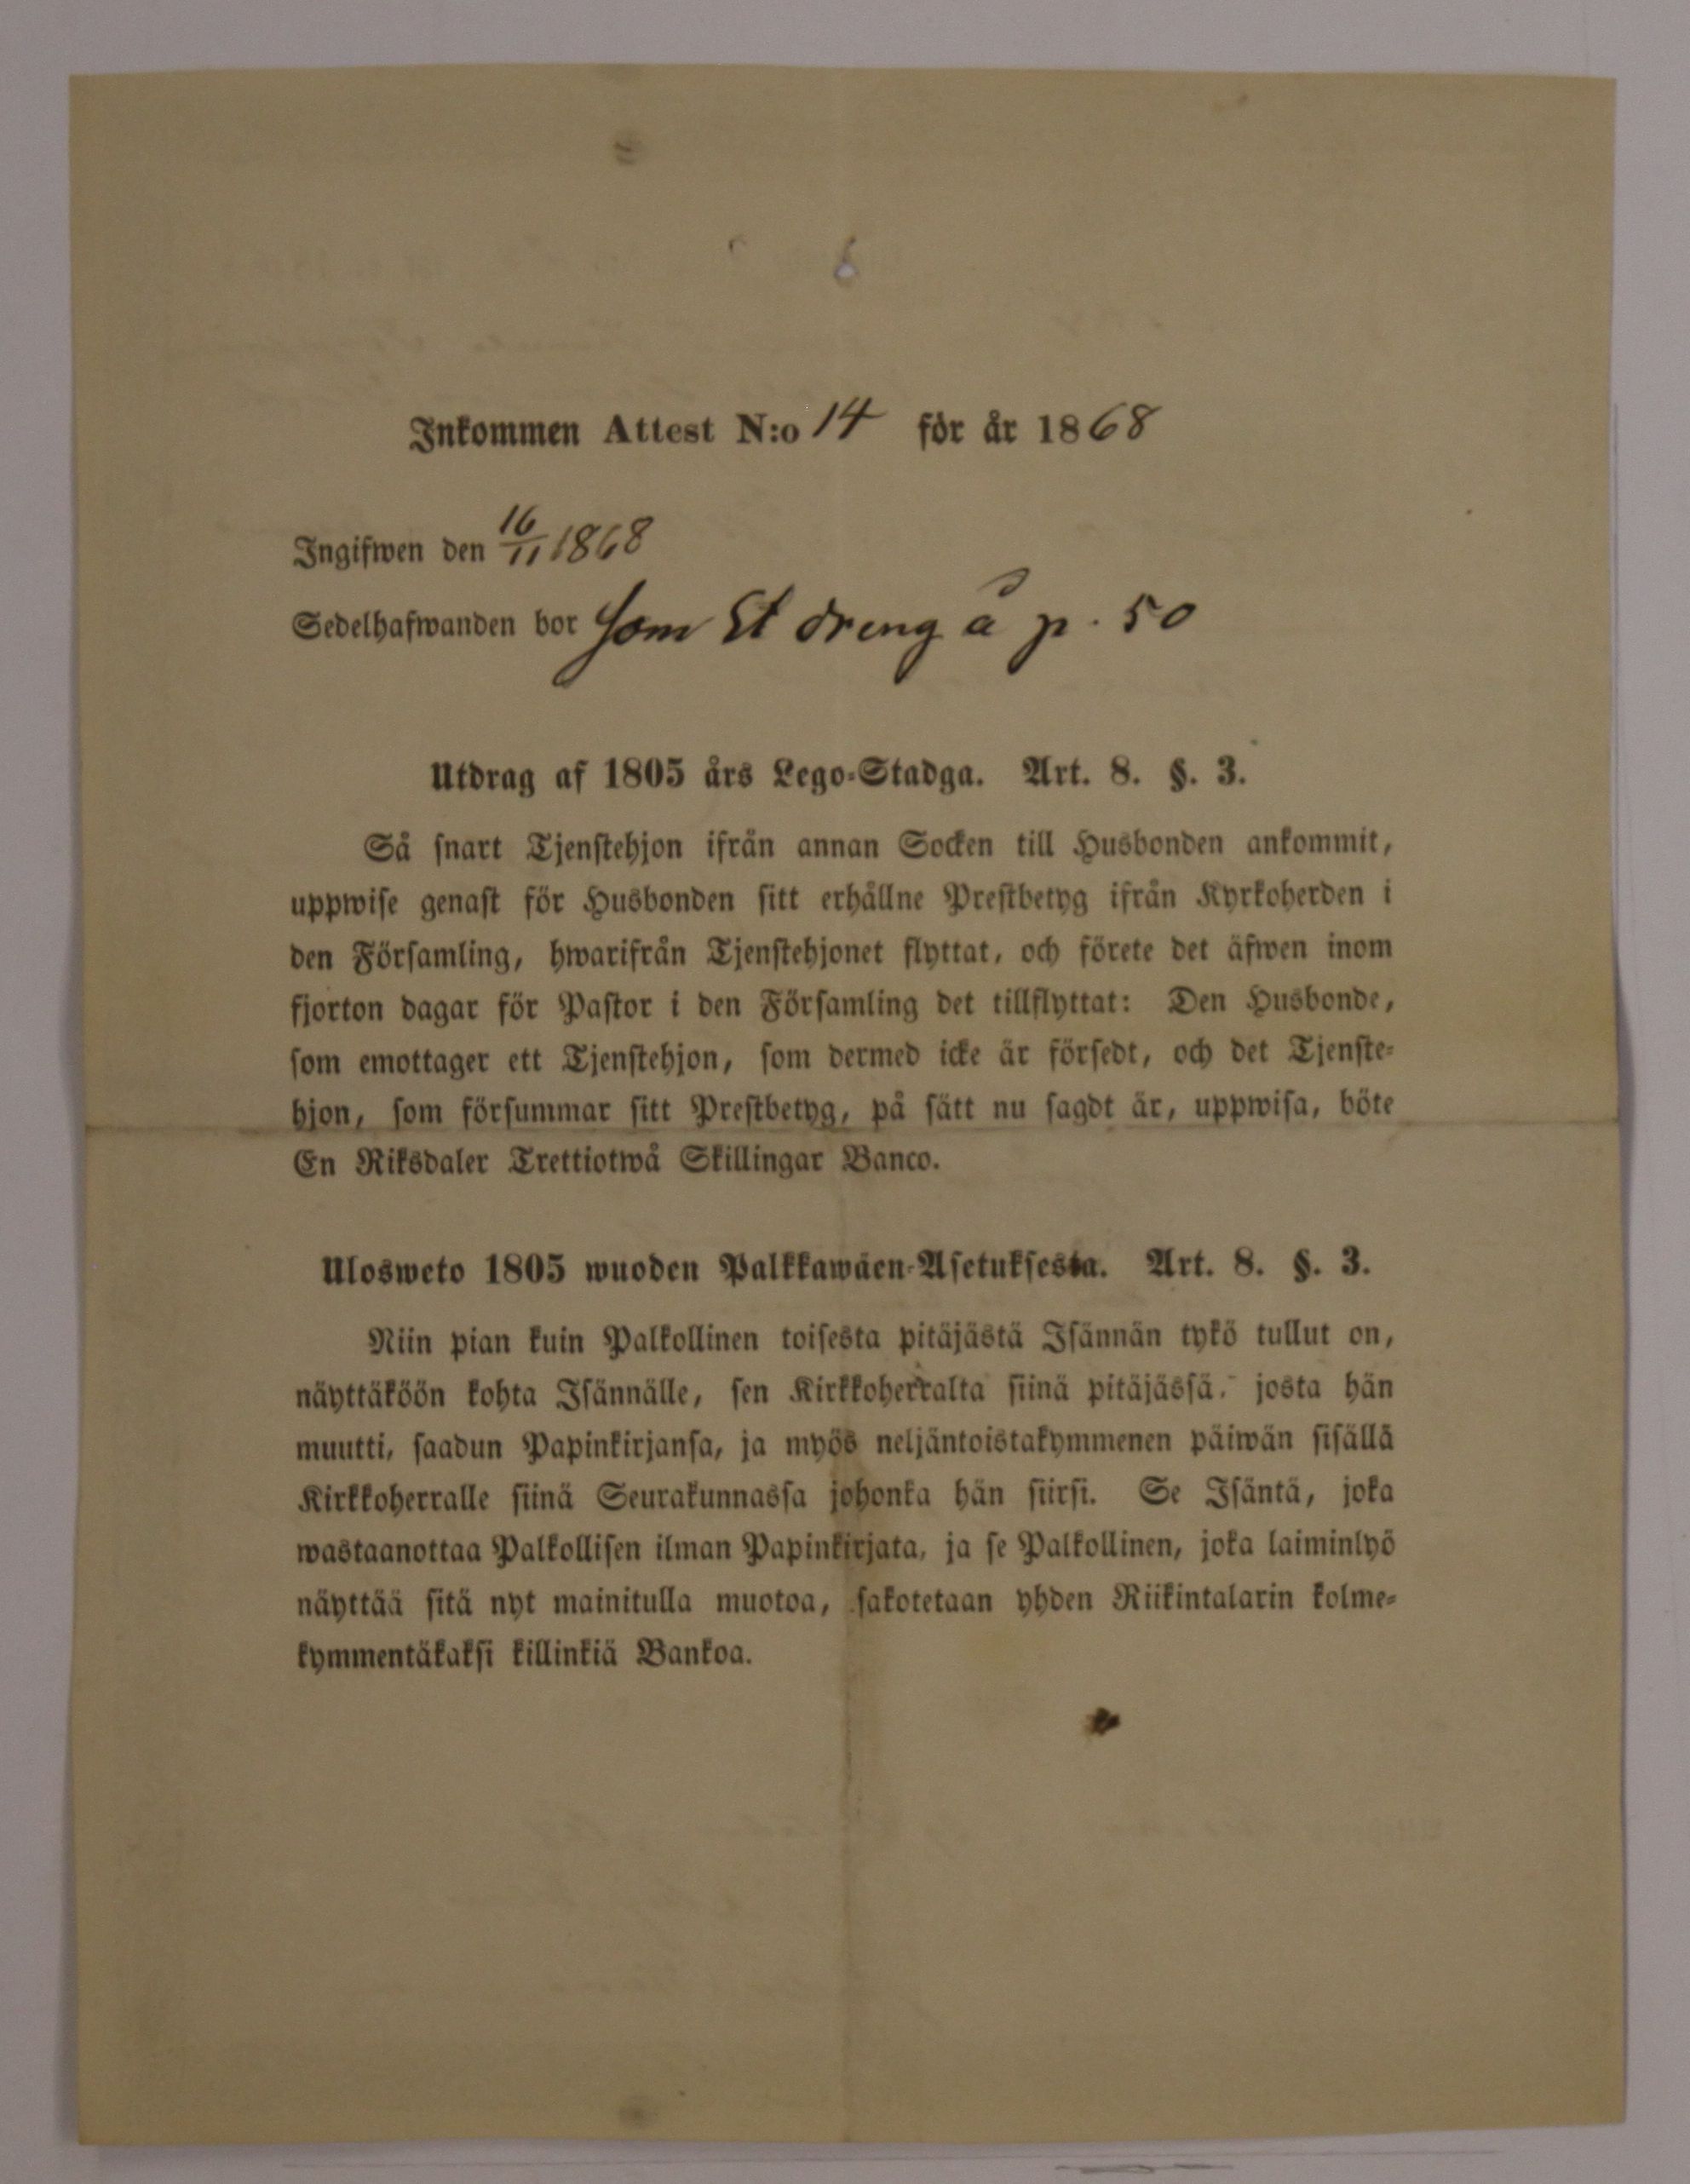 Inkommen Attest N:o 14 för år 1868
Ingifwen den 16/11 1868
Sedelhafwanden bor som St dreng å p. 50
Utdrag af 1805 års Lego-Stadga. Art. 8. §. 3.
Så snart Tjenstehjon ifrån annan Socken till Husbonden ankommit,
uppwise genast för Husbonden sitt erhållne Prestbetyg ifrån Kyrkoherden i
den Församling, hwarifrån Tjenstehjonet flyttat, och förete det äfwen inom
fjorton dagar för Pastor i den Församling det tillflyttat: Den Husbonde,
som emottager ett Tjenstehjon, som dermed icke är försedt, och det Tjenste-
hjon, som försummar sitt Prestbetyg, på sätt nu sagdt är, uppwisa, böte
En Riksdaler Trettiotwå Skillingar Banco.
Ulosweto 1805 wuoden Palkkawäen-Asetuksesta. Art. 8. §. 3.
Niin pian kuin Palkollinen toisesta pitäjästä Isännän tykö tullut on,
näyttäköön kohta Isännälle, sen Kirkkoherralta siinä pitäjässä, josta hän
muutti, saadun Papinkirjansa, ja myös neljäntoistakymmenen päiwän sisällä
Kirkkoherralle siinä Seurakunnassa johonka hän siirsi. Se Isäntä, joka
wastaanottaa Palkollisen ilman Papinkirjata, ja se Palkollinen, joka laiminlyö
näyttää sitä nyt mainitulla muotoa, sakotetaan yhden Riikintalarin kolme-
kymmentäkaksi killinkiä Bankoa.